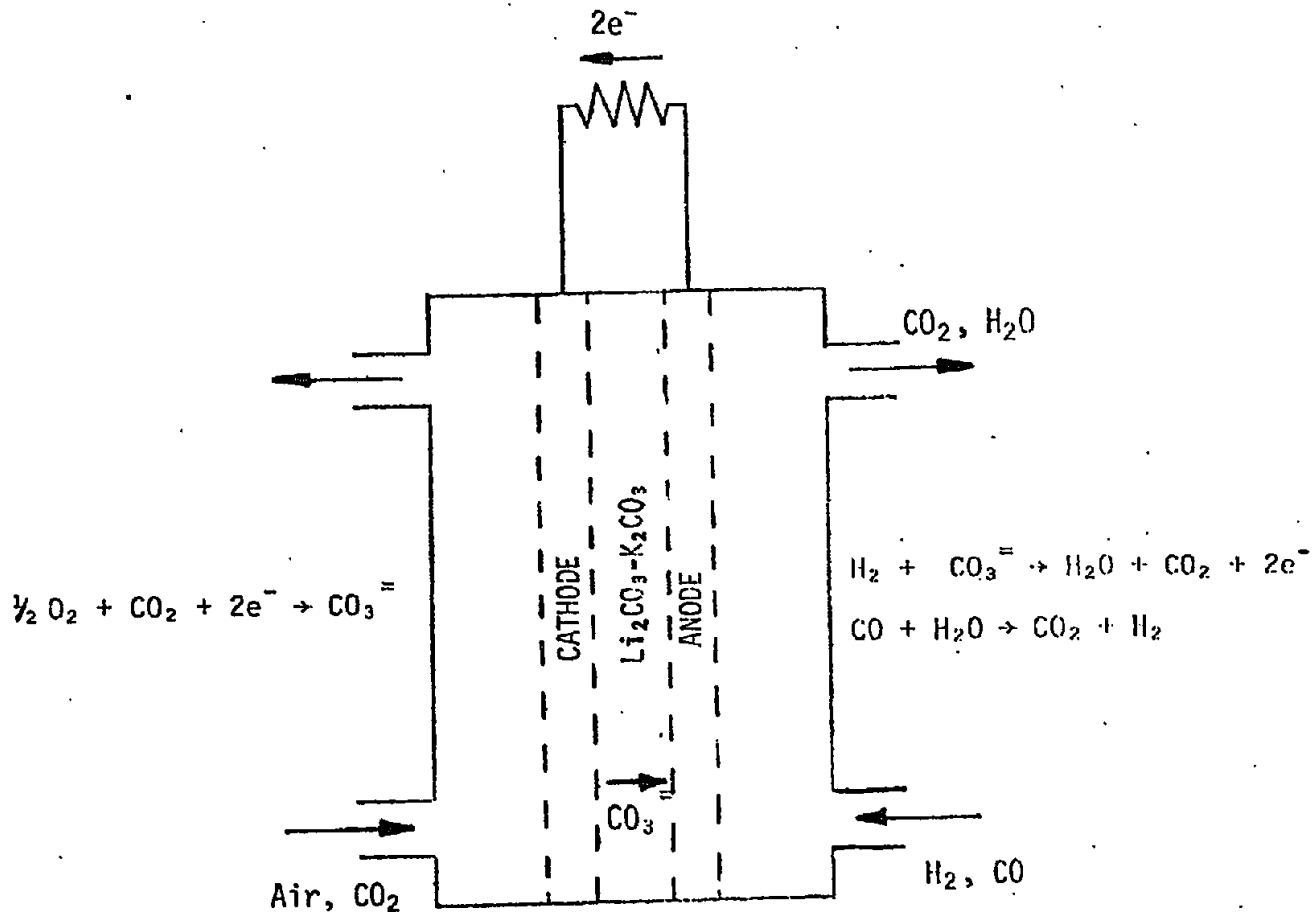 2e⁻
CO₂, H₂O
CATHODE
Li₂CO₃-K₂CO₃
ANODE
½ O₂ + CO₂ + 2e⁻ → CO₃⁼
H₂ + CO₃⁼ → H₂O + CO₂ + 2e⁻
CO + H₂O → CO₂ + H₂
CO₃⁼
Air, CO₂
H₂, CO